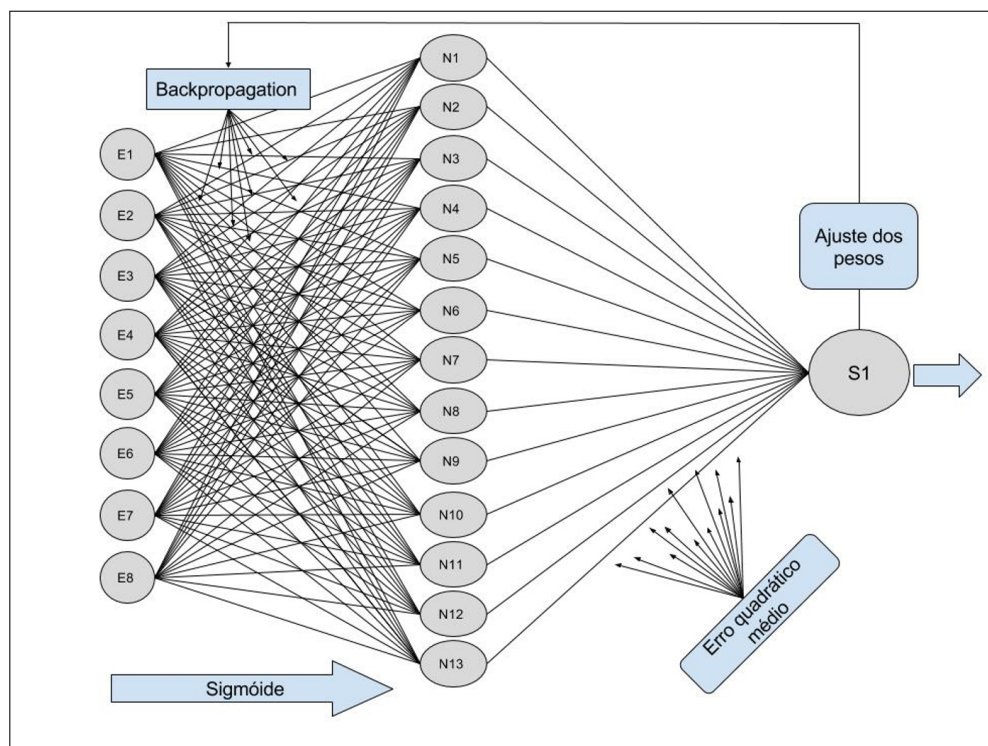 Backpropagation
E1
E2
E3
E4
E5
E6
E7
E8
N1
N2
N3
N4
N5
N6
N7
N8
N9
N10
N11
N12
N13
Ajuste dos
pesos
S1
Erro quadrático
médio
Sigmóide